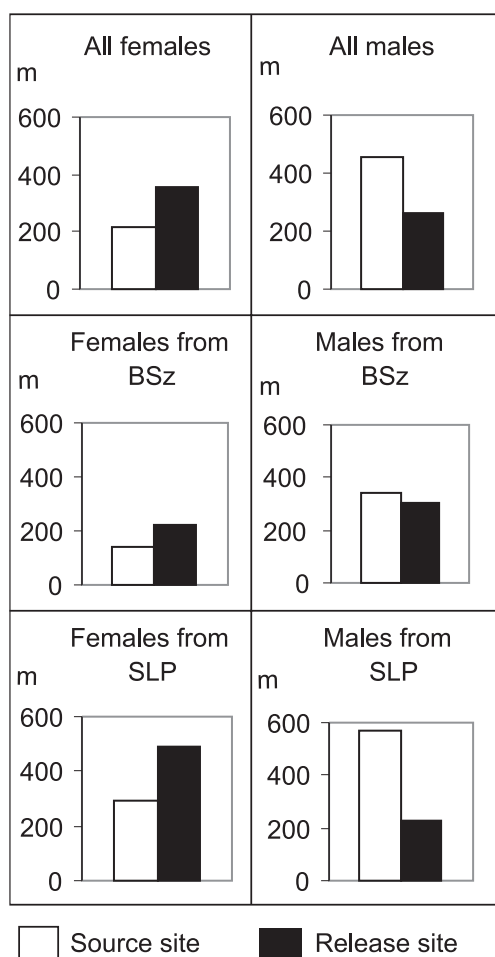 All females
m
600
400
200
0
All males
m
600
400
200
0
Females from
BSz
m
600
400
200
0
Males from
BSz
m
600
400
200
0
Females from
SLP
m
600
400
200
0
Males from
SLP
m
600
400
200
0
Source site
Release site